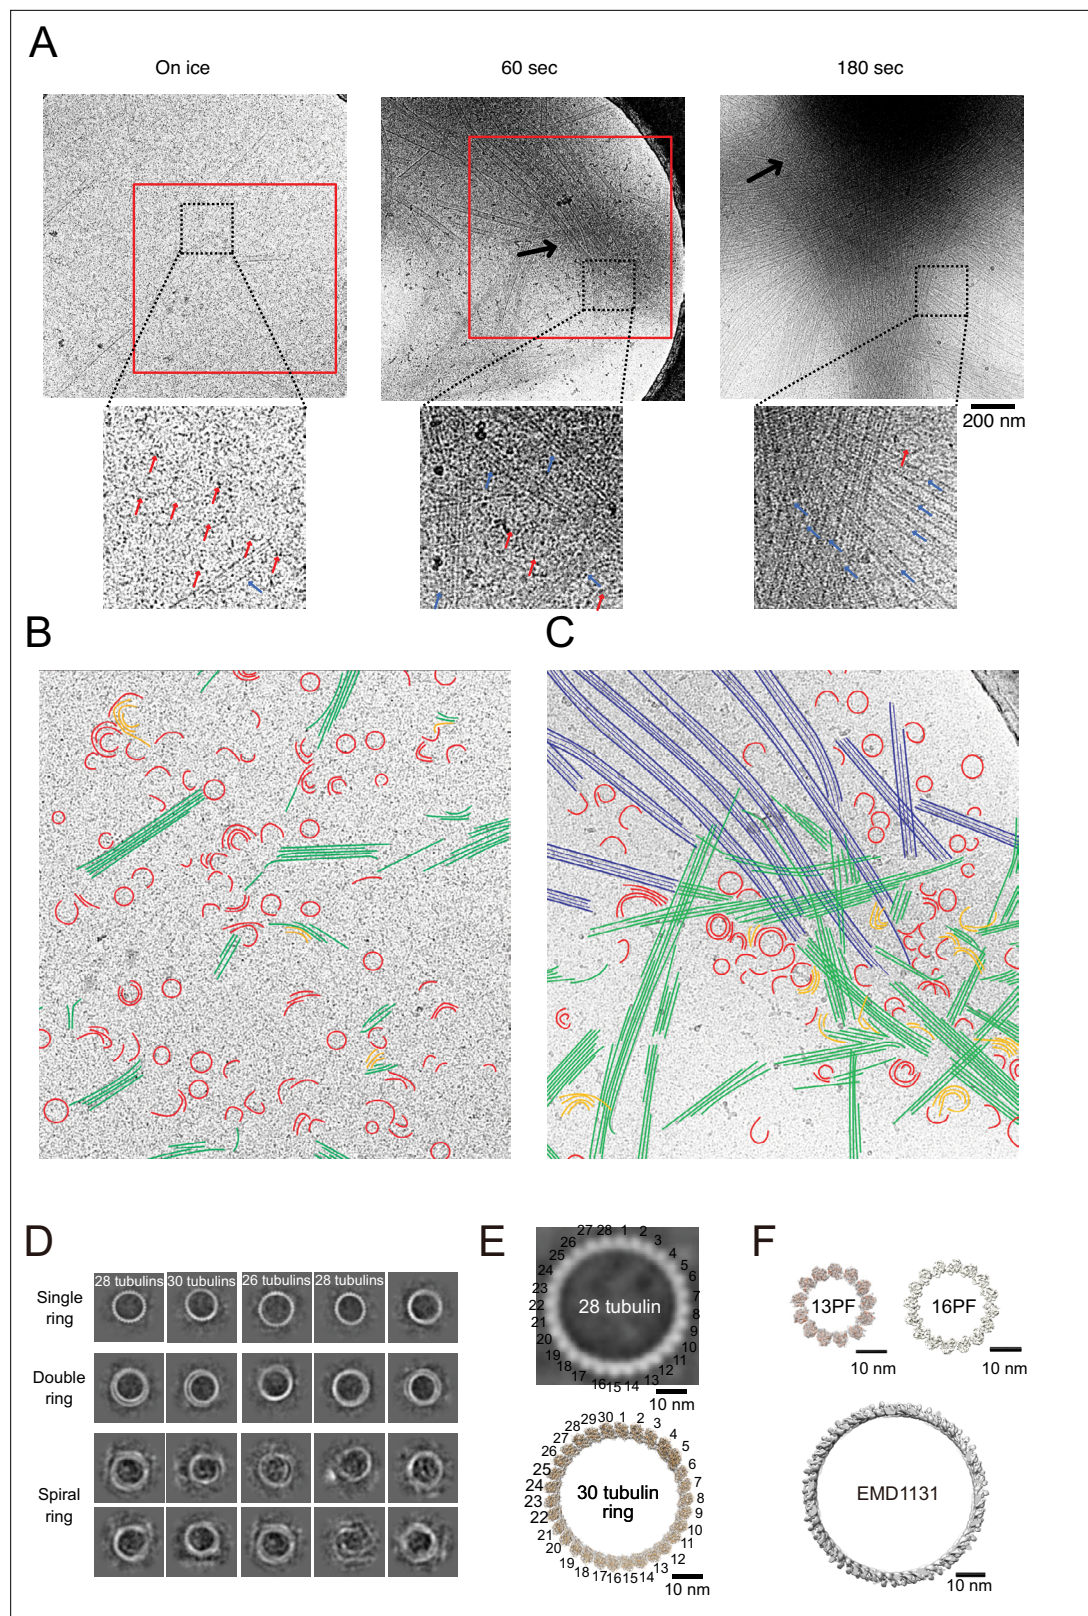 A
On ice
60 sec
180 sec
200 nm
B
C
D
28 tubulins
30 tubulins
26 tubulins
28 tubulins
Single
ring
Double
ring
Spiral
ring
E
27 28 1 2 3 4 5 6 7 8 9 10 11 12 13 14 15 16 17 18 19 20 21 22 23 24 25 26
28 tubulin
10 nm
28 29 30 1 2 3 4 5 6 7 8 9 10 11 12 13 14 15 16 17 18 19 20 21 22 23 24 25 26 27
30 tubulin
ring
10 nm
F
13PF
16PF
10 nm
10 nm
EMD1131
10 nm